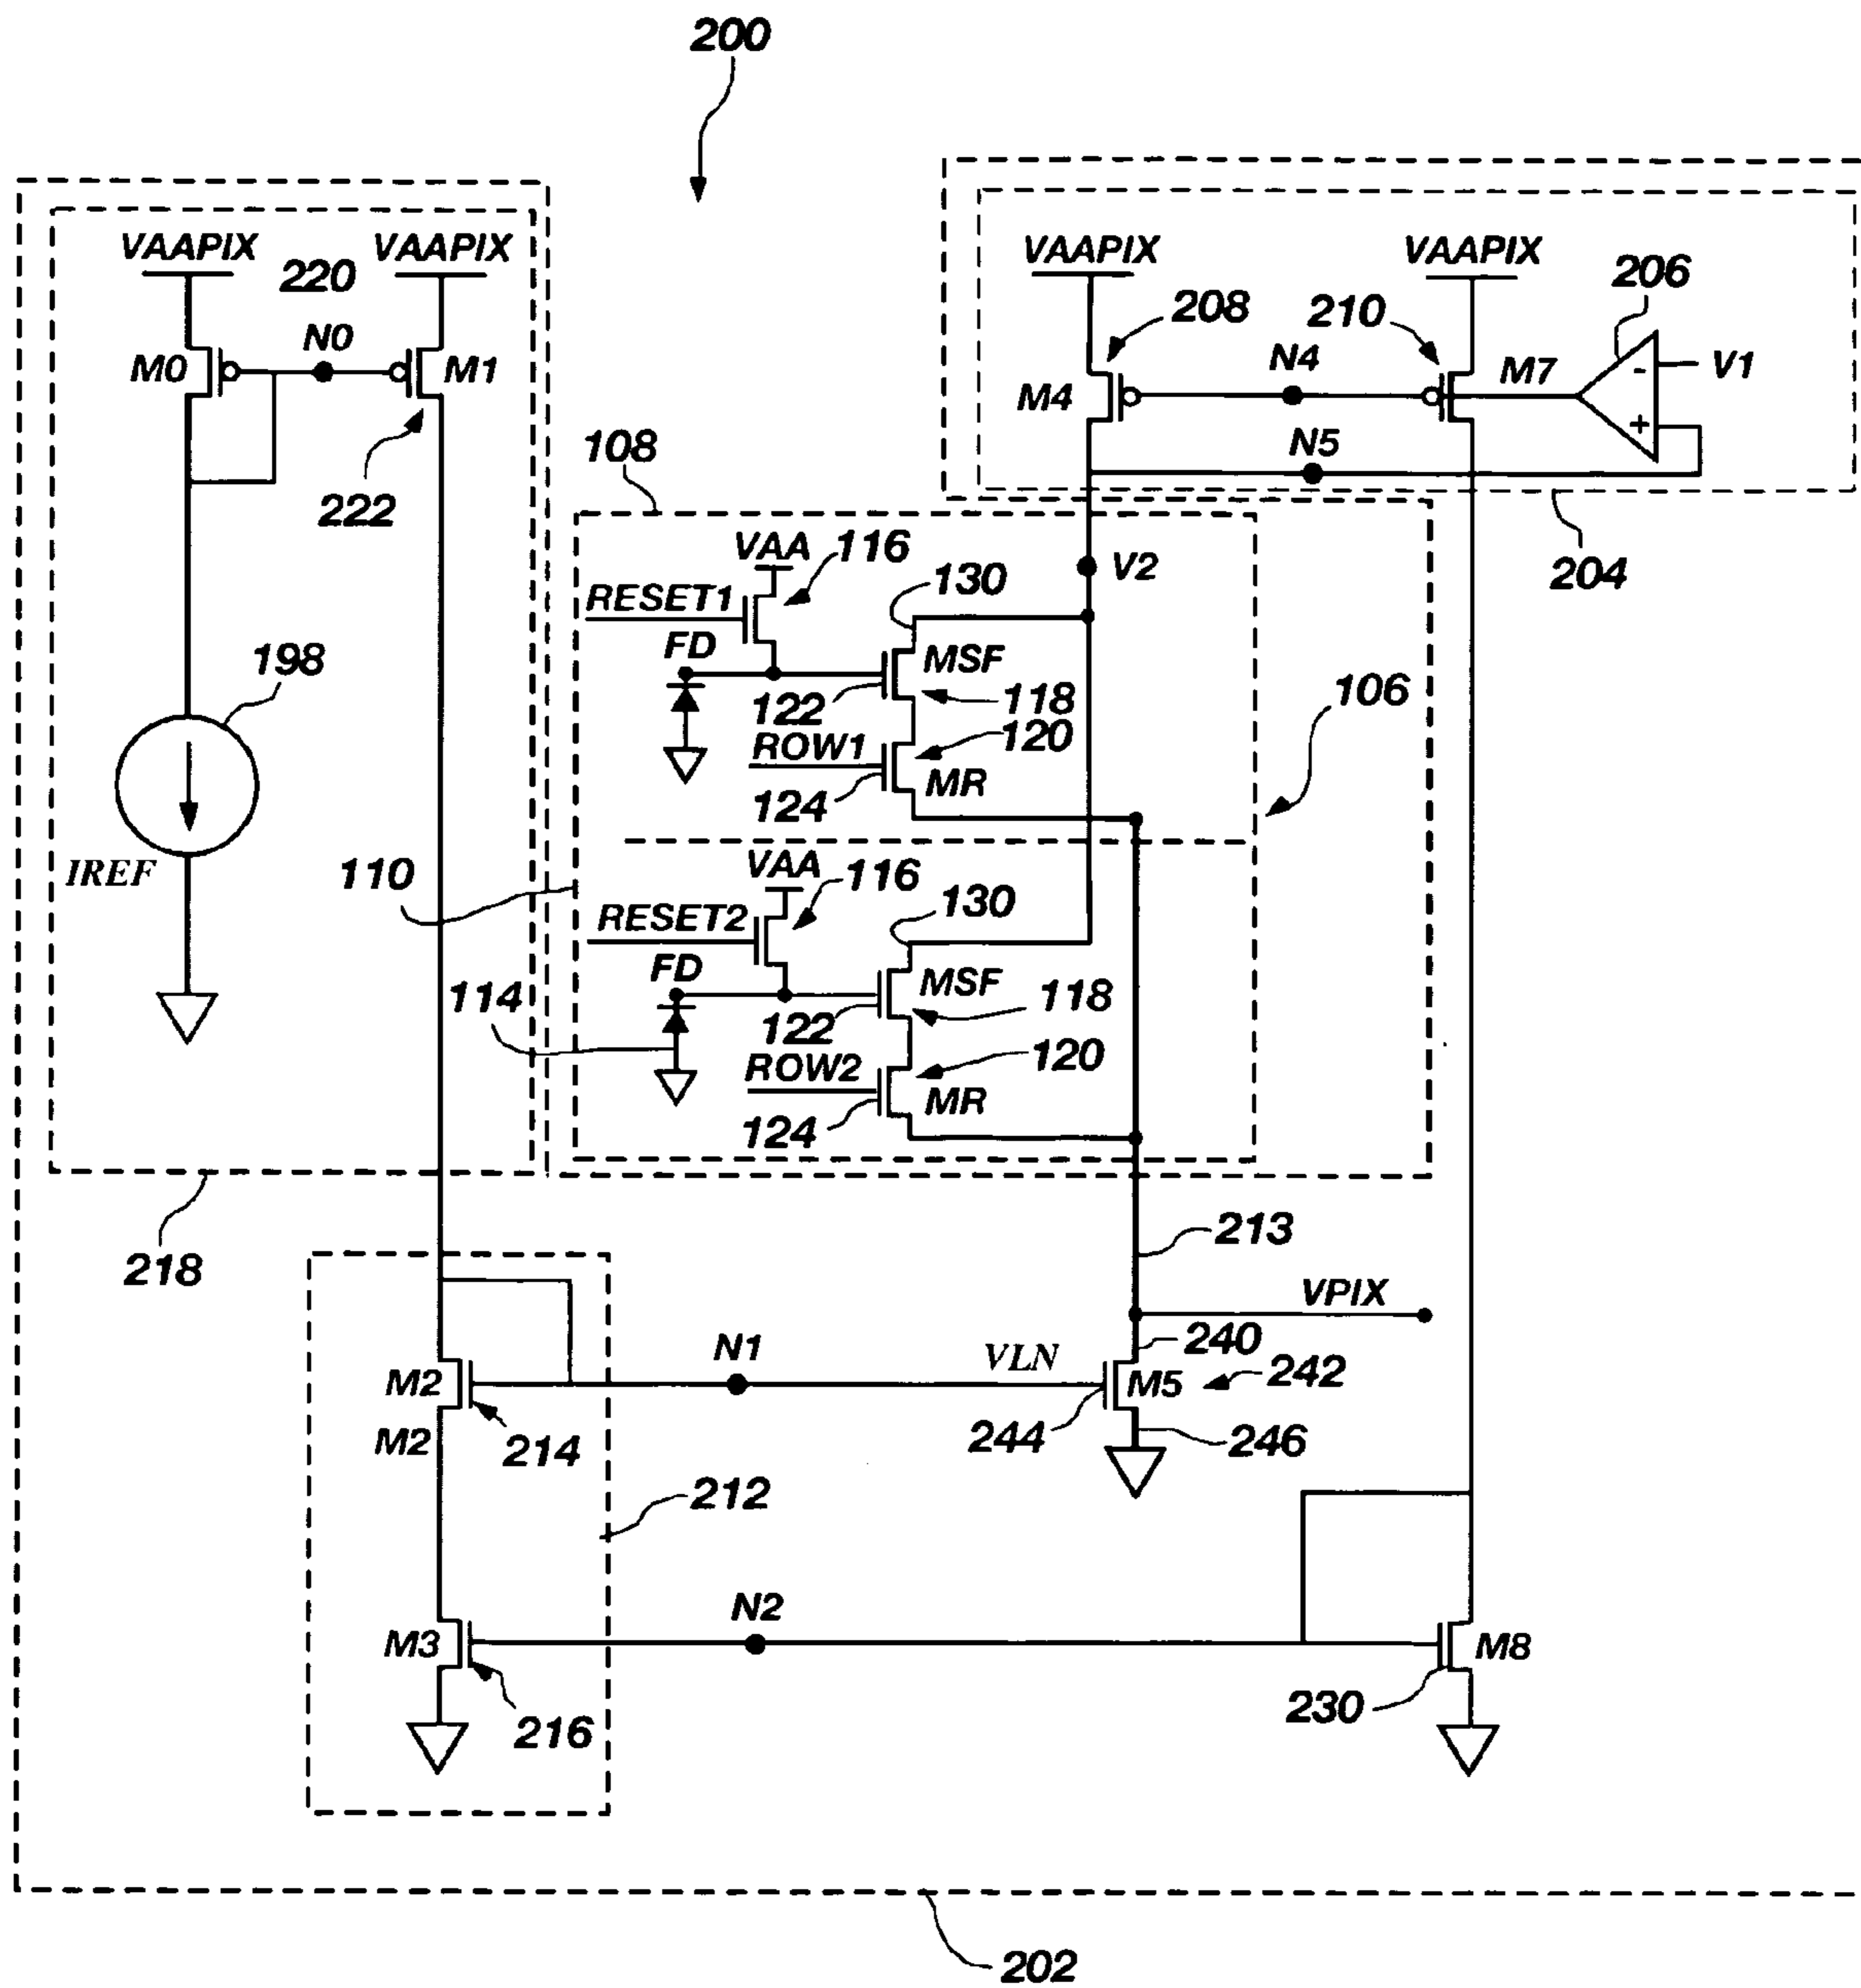 200
VAAPIX
VAAPIX
220
M0
N0
M1
222
198
IREF
218
VAAPIX
VAAPIX
206
208
210
M4
N4
M7
-
V1
+
N5
204
108
VAA
116
V2
RESET1
130
FD
MSF
122
118
ROW1
120
106
124
MR
110
VAA
116
RESET2
130
FD
MSF
114
122
118
ROW2
120
124
MR
213
VPIX
N1
VLN
240
M2
M5
242
M2
214
244
246
212
N2
M3
M8
216
230
202